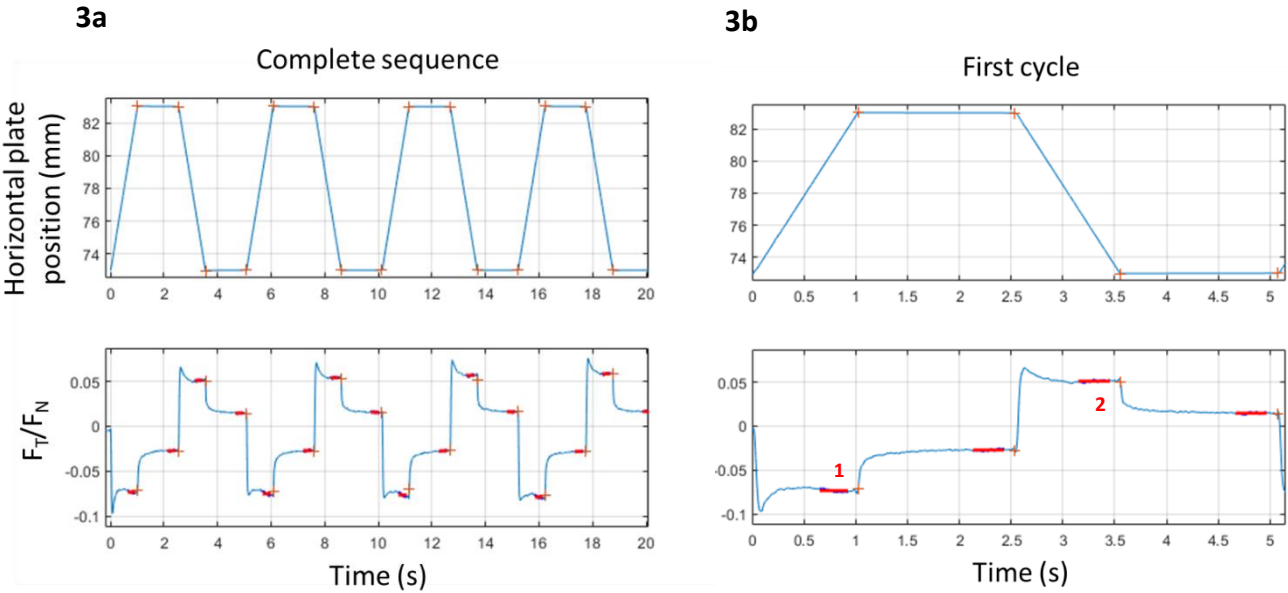 3a
Complete sequence
Horizontal plate
position (mm)
82
80
78
76
74
0 2 4 6 8 10 12 14 16 18 20
F_T/F_N
0.05
0
-0.05
-0.1
0 2 4 6 8 10 12 14 16 18 20
Time (s)
3b
First cycle
82
80
78
76
74
0 0.5 1 1.5 2 2.5 3 3.5 4 4.5 5
0.05
0
-0.05
-0.1
1
2
0 0.5 1 1.5 2 2.5 3 3.5 4 4.5 5
Time (s)